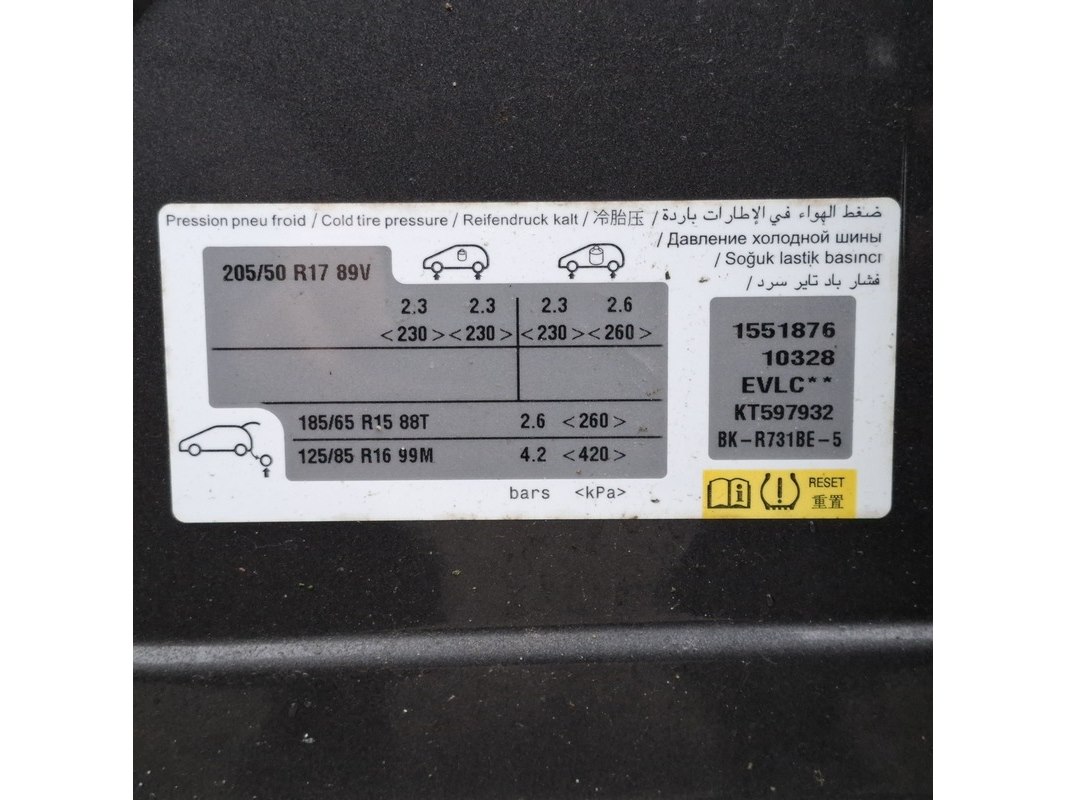 Pression pneu froid / Cold tire pressure / Reifendruck kalt / 冷胎压 / ضغط الهواء في الإطارات باردة
/ Давление холодной шины
/ Soğuk lastik basıncı
/ فشار باد تایر سرد
205/50 R17 89V
2.3 2.3 2.3 2.6
<230> <230> <230> <260>
185/65 R15 88T 2.6 <260>
125/85 R16 99M 4.2 <420>
bars <kPa>
1551876
10328
EVLC**
KT597932
BK-R731BE-5
RESET
重置